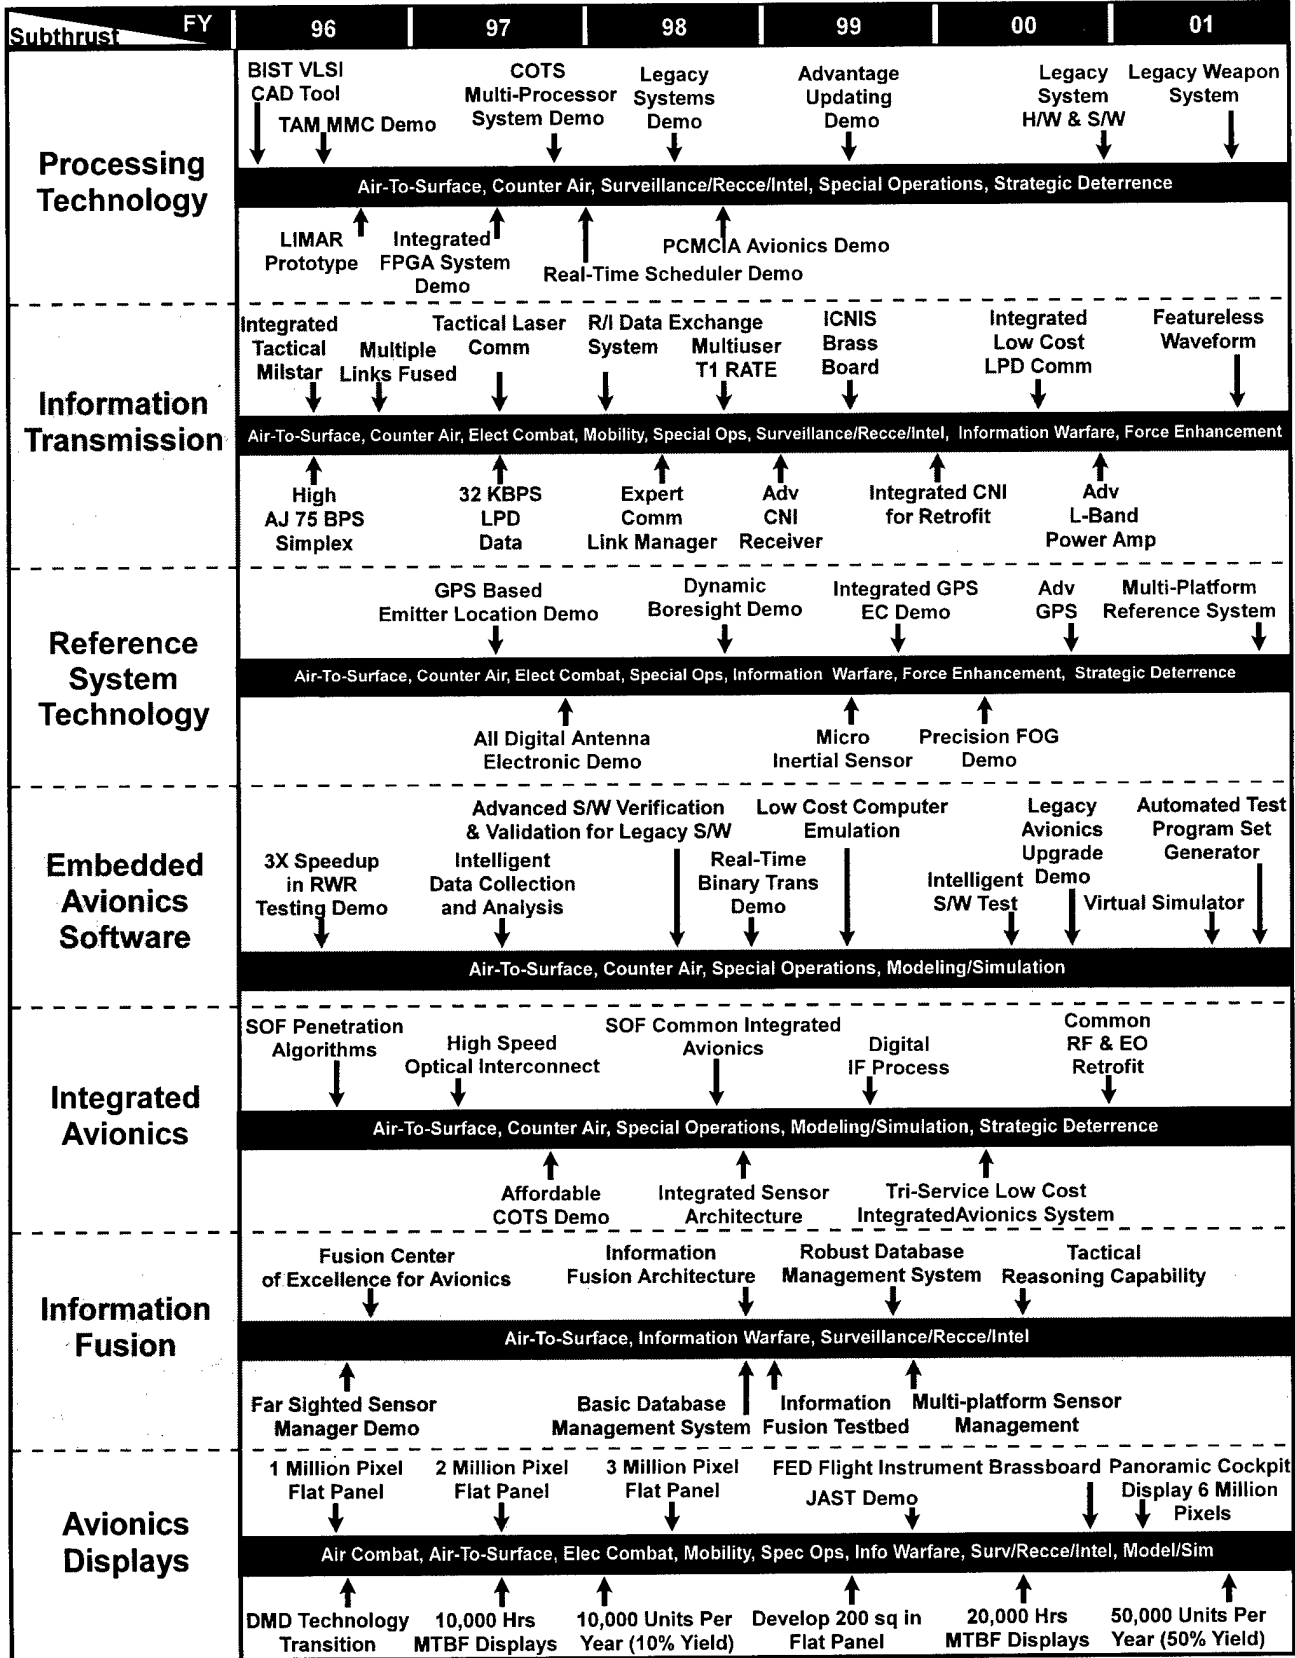 Subthrust FY 96 97 98 99 00 01
Processing
Technology
BIST VLSI
CAD Tool
TAM MMC Demo
COTS
Multi-Processor
System Demo
Legacy
Systems
Demo
Advantage
Updating
Demo
Legacy
System
H/W & S/W
Legacy Weapon
System
Air-To-Surface, Counter Air, Surveillance/Recce/Intel, Special Operations, Strategic Deterrence
LIMAR
Prototype
Integrated
FPGA System
Demo
Real-Time Scheduler Demo
PCMCIA Avionics Demo
Information
Transmission
Integrated
Tactical
Milstar
Multiple
Links Fused
Tactical Laser
Comm
R/I Data Exchange
System
Multiuser
T1 RATE
ICNIS
Brass
Board
Integrated
Low Cost
LPD Comm
Featureless
Waveform
Air-To-Surface, Counter Air, Elect Combat, Mobility, Special Ops, Surveillance/Recce/Intel, Information Warfare, Force Enhancement
High
AJ 75 BPS
Simplex
32 KBPS
LPD
Data
Expert
Comm
Link Manager
Adv
CNI
Receiver
Integrated CNI
for Retrofit
Adv
L-Band
Power Amp
Reference
System
Technology
GPS Based
Emitter Location Demo
Dynamic
Boresight Demo
Integrated GPS
EC Demo
Adv
GPS
Multi-Platform
Reference System
Air-To-Surface, Counter Air, Elect Combat, Special Ops, Information Warfare, Force Enhancement, Strategic Deterrence
All Digital Antenna
Electronic Demo
Micro
Inertial Sensor
Precision FOG
Demo
Embedded
Avionics
Software
3X Speedup
in RWR
Testing Demo
Advanced S/W Verification
& Validation for Legacy S/W
Intelligent
Data Collection
and Analysis
Real-Time
Binary Trans
Demo
Low Cost Computer
Emulation
Intelligent
S/W Test
Legacy
Avionics
Upgrade
Demo
Virtual Simulator
Automated Test
Program Set
Generator
Air-To-Surface, Counter Air, Special Operations, Modeling/Simulation
Integrated
Avionics
SOF Penetration
Algorithms
High Speed
Optical Interconnect
SOF Common Integrated
Avionics
Digital
IF Process
Common
RF & EO
Retrofit
Air-To-Surface, Counter Air, Special Operations, Modeling/Simulation, Strategic Deterrence
Affordable
COTS Demo
Integrated Sensor
Architecture
Tri-Service Low Cost
IntegratedAvionics System
Information
Fusion
Fusion Center
of Excellence for Avionics
Information
Fusion Architecture
Robust Database
Management System
Tactical
Reasoning Capability
Air-To-Surface, Information Warfare, Surveillance/Recce/Intel
Far Sighted Sensor
Manager Demo
Basic Database
Management System
Information
Fusion Testbed
Multi-platform Sensor
Management
Avionics
Displays
1 Million Pixel
Flat Panel
2 Million Pixel
Flat Panel
3 Million Pixel
Flat Panel
FED Flight Instrument Brassboard
JAST Demo
Panoramic Cockpit
Display 6 Million
Pixels
Air Combat, Air-To-Surface, Elec Combat, Mobility, Spec Ops, Info Warfare, Surv/Recce/Intel, Model/Sim
DMD Technology
Transition
10,000 Hrs
MTBF Displays
10,000 Units Per
Year (10% Yield)
Develop 200 sq in
Flat Panel
20,000 Hrs
MTBF Displays
50,000 Units Per
Year (50% Yield)